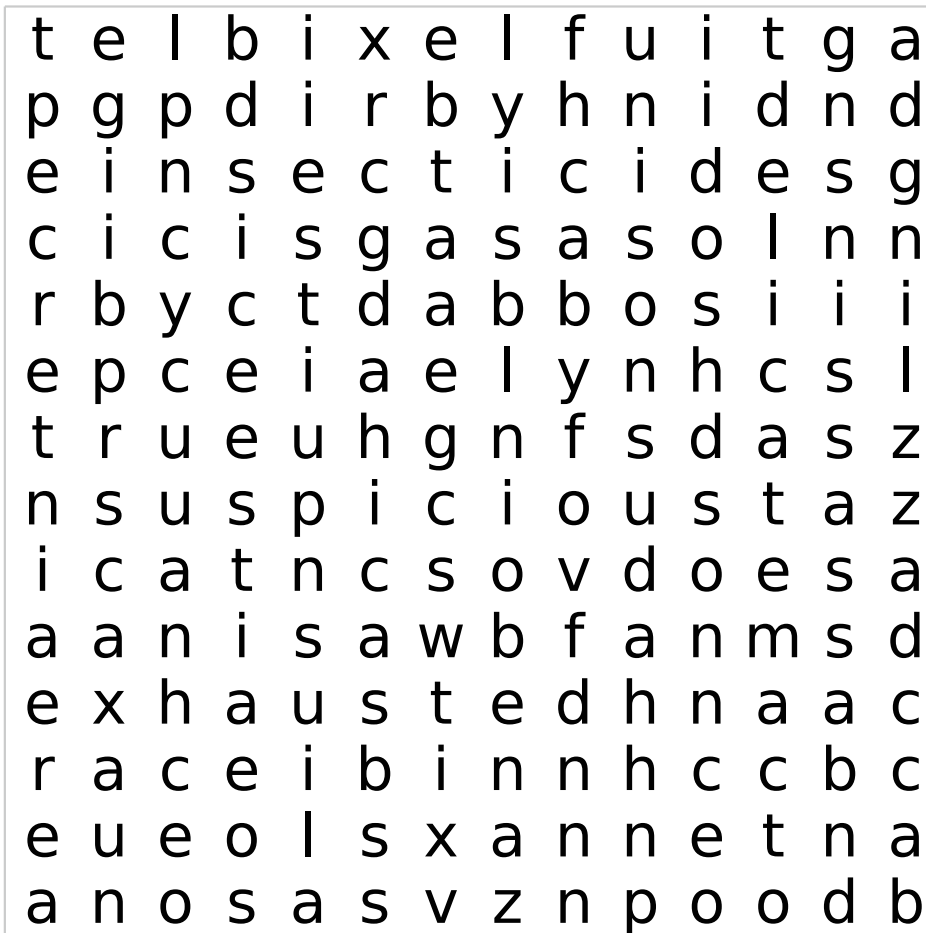 t e l b i x e l f u i t g a
p g p d i r b y h n i d n d
e i n s e c t i c i d e s g
c i c i s g a s a s o l n n
r b y c t d a b b o s i i i
e p c e i a e l y n h c s l
t r u e u h g n f s d a s z
n s u s p i c i o u s t a z
i c a t n c s o v d o e s a
a a n i s a w b f a n m s d
e x h a u s t e d h n a a c
r a c e i b i n n h c c b c
e u e o l s x a n n e t n a
a n o s a s v z n p o o d b